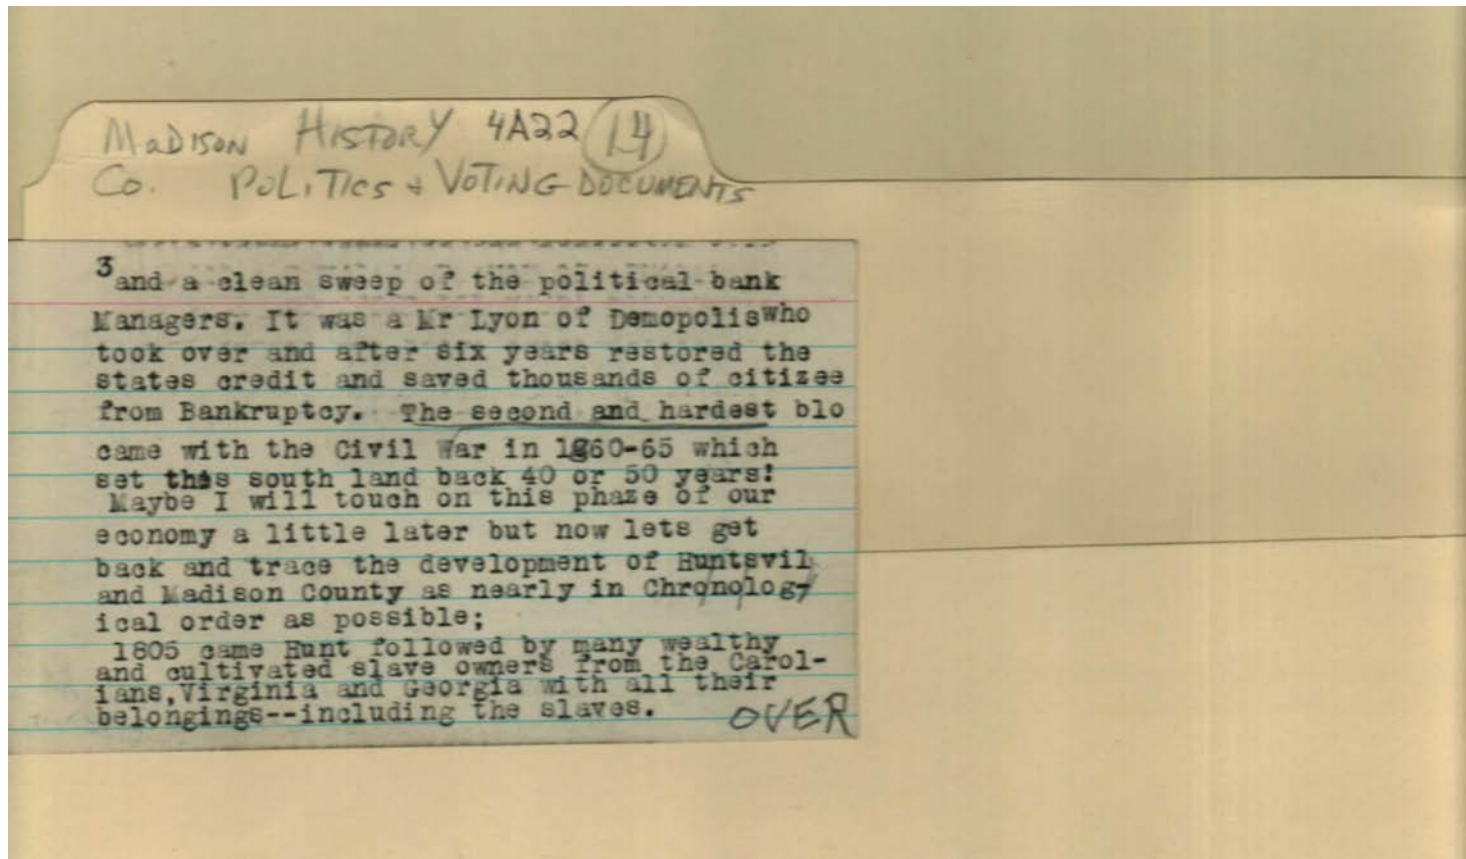 MADISON HISTORY 4A22 14
Co. POLITICS + VOTING DOCUMENTS
3
and a clean sweep of the political bank
Managers. It was a Mr Lyon of Demopolis who
took over and after six years restored the
states credit and saved thousands of citizee
from Bankruptcy. The second and hardest blo
came with the Civil War in 1860-65 which
set this south land back 40 or 50 years!
Maybe I will touch on this phaze of our
economy a little later but now lets get
back and trace the development of Huntsvil
and Madison County as nearly in Chronolog-
ical order as possible;
1805 came Hunt followed by many wealthy
and cultivated slave owners from the Carol-
ians,Virginia and Georgia with all their
belongings--including the slaves. OVER